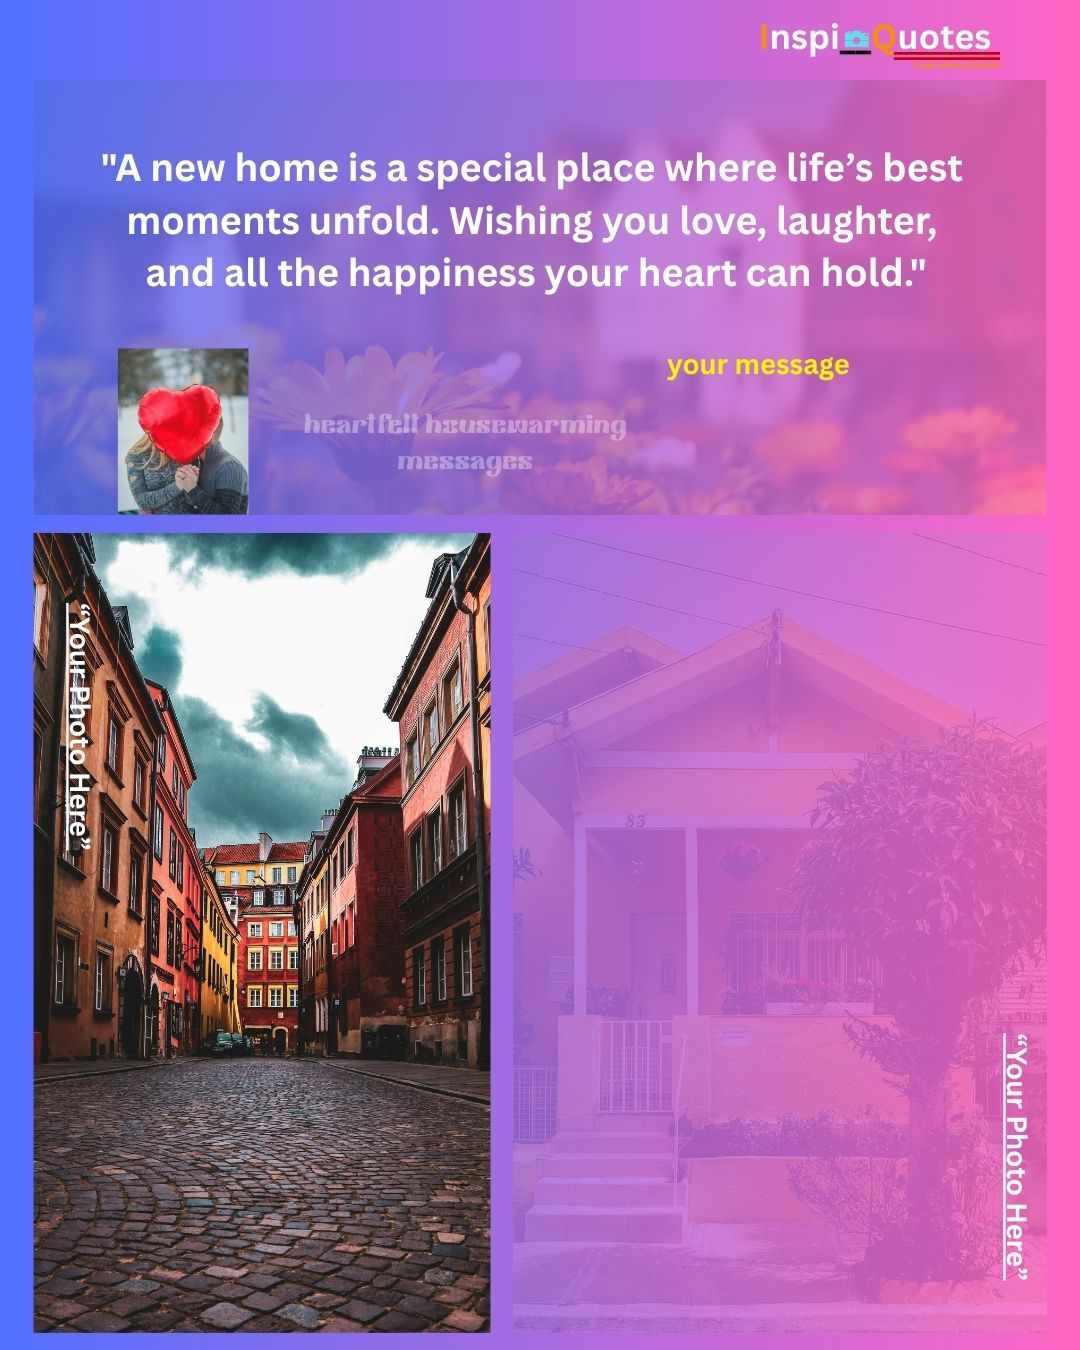 InspiQuotes
"A new home is a special place where life’s best
moments unfold. Wishing you love, laughter,
and all the happiness your heart can hold."
your message
heartfelt housewarming
messages
“Your Photo Here”
83
“Your Photo Here”